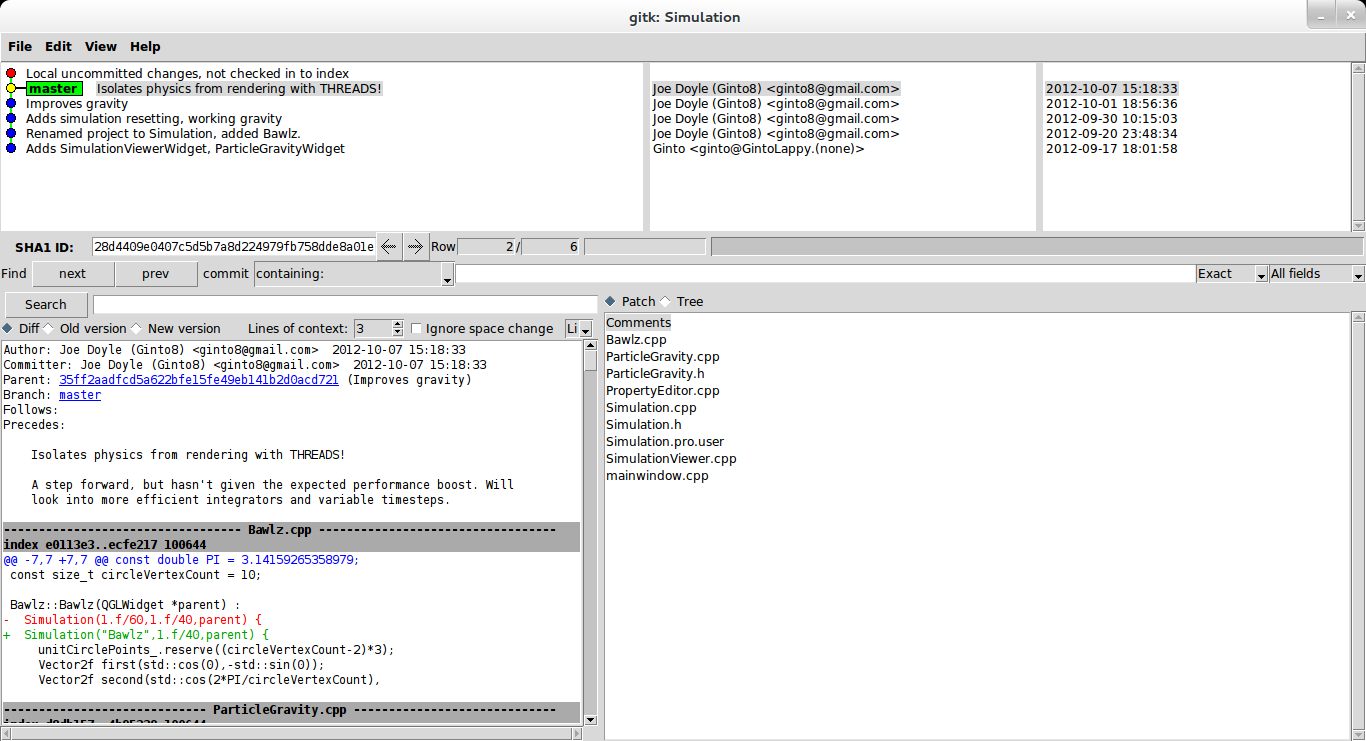 gitk: Simulation
File Edit View Help
Local uncommitted changes, not checked in to index
master Isolates physics from rendering with THREADS! Joe Doyle (Ginto8) <ginto8@gmail.com> 2012-10-07 15:18:33
Improves gravity Joe Doyle (Ginto8) <ginto8@gmail.com> 2012-10-01 18:56:36
Adds simulation resetting, working gravity Joe Doyle (Ginto8) <ginto8@gmail.com> 2012-09-30 10:15:03
Renamed project to Simulation, added Bawlz. Joe Doyle (Ginto8) <ginto8@gmail.com> 2012-09-20 23:48:34
Adds SimulationViewerWidget, ParticleGravityWidget Ginto <ginto@GintoLappy.(none)> 2012-09-17 18:01:58
SHA1 ID: 28d4409e0407c5d5b7a8d224979fb758dde8a01e Row 2 / 6
Find next prev commit containing: Exact All fields
Search
Diff Old version New version Lines of context: 3 Ignore space change Li
Author: Joe Doyle (Ginto8) <ginto8@gmail.com>  2012-10-07 15:18:33
Committer: Joe Doyle (Ginto8) <ginto8@gmail.com>  2012-10-07 15:18:33
Parent: 35ff2aadfcd5a622bfe15fe49eb141b2d0acd721 (Improves gravity)
Branch: master
Follows:
Precedes:
Isolates physics from rendering with THREADS!
A step forward, but hasn't given the expected performance boost. Will
look into more efficient integrators and variable timesteps.
---------------------------------- Bawlz.cpp ----------------------------------
index e0113e3..ecfe217 100644
@@ -7,7 +7,7 @@ const double PI = 3.14159265358979;
const size_t circleVertexCount = 10;
Bawlz::Bawlz(QGLWidget *parent) :
-  Simulation(1.f/60,1.f/40,parent) {
+  Simulation("Bawlz",1.f/40,parent) {
unitCirclePoints_.reserve((circleVertexCount-2)*3);
Vector2f first(std::cos(0),-std::sin(0));
Vector2f second(std::cos(2*PI/circleVertexCount),
----------------------------- ParticleGravity.cpp -----------------------------
Patch Tree
Comments
Bawlz.cpp
ParticleGravity.cpp
ParticleGravity.h
PropertyEditor.cpp
Simulation.cpp
Simulation.h
Simulation.pro.user
SimulationViewer.cpp
mainwindow.cpp